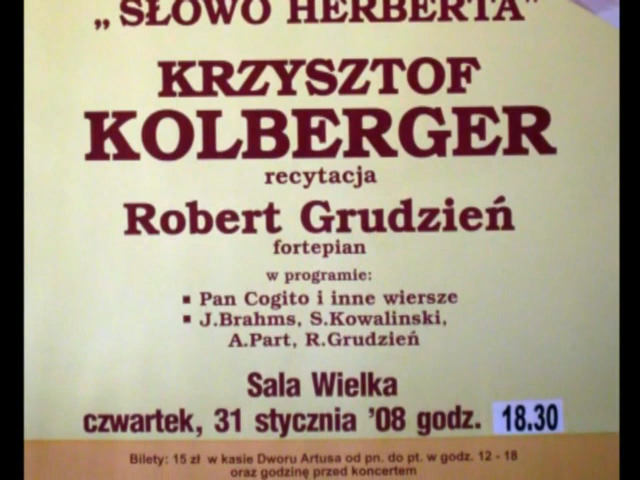 „SŁOWO HERBERTA"
KRZYSZTOF
KOLBERGER
recytacja
Robert Grudzień
fortepian
w programie:
▪ Pan Cogito i inne wiersze
▪ J.Brahms, S.Kowalinski,
A.Part, R.Grudzień
Sala Wielka
czwartek, 31 stycznia '08 godz. 18.30
Bilety: 15 zł w kasie Dworu Artusa od pn. do pt. w godz. 12 - 18
oraz godzinę przed koncertem